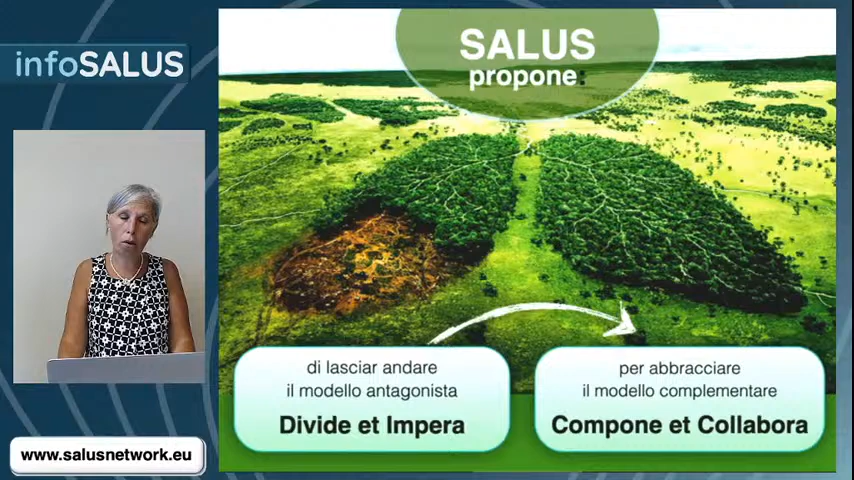 infoSALUS
www.salusnetwork.eu
SALUS
propone:
di lasciar andare
il modello antagonista
Divide et Impera
per abbracciare
il modello complementare
Compone et Collabora